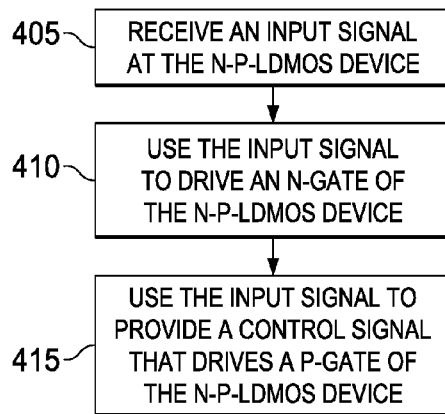 405
RECEIVE AN INPUT SIGNAL
AT THE N-P-LDMOS DEVICE
410
USE THE INPUT SIGNAL
TO DRIVE AN N-GATE OF
THE N-P-LDMOS DEVICE
415
USE THE INPUT SIGNAL TO
PROVIDE A CONTROL SIGNAL
THAT DRIVES A P-GATE OF
THE N-P-LDMOS DEVICE